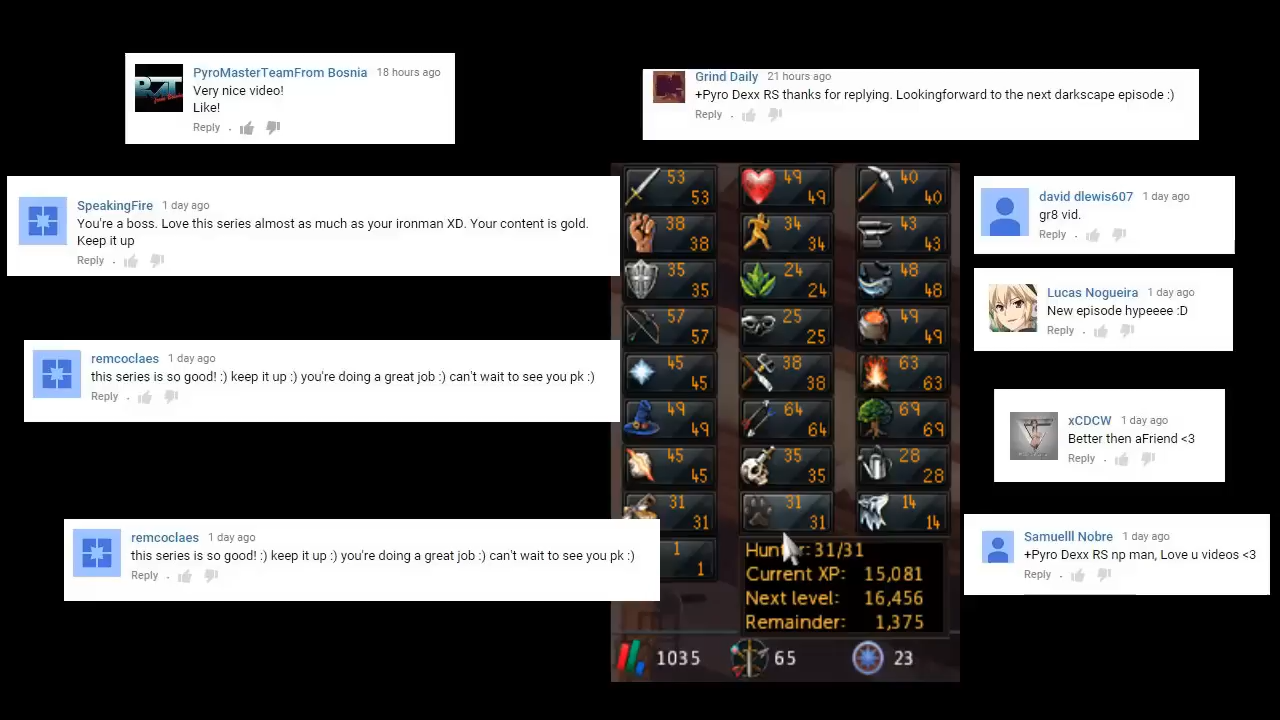 PyroMasterTeamFrom Bosnia 18 hours ago
Very nice video!
Like!
Reply
Grind Daily 21 hours ago
+Pyro Dexx RS thanks for replying. Lookingforward to the next darkscape episode :)
Reply
SpeakingFire 1 day ago
You're a boss. Love this series almost as much as your ironman XD. Your content is gold.
Keep it up
Reply
remcoclaes 1 day ago
this series is so good! :) keep it up :) you're doing a great job :) can't wait to see you pk :)
Reply
remcoclaes 1 day ago
this series is so good! :) keep it up :) you're doing a great job :) can't wait to see you pk :)
Reply
53 49 40
53 49 40
38 34 43
38 34 43
35 24 48
35 24 48
57 25 49
57 25 49
45 38 63
45 38 63
49 64 69
49 64 69
45 35 28
45 35 28
31 31 14
31 31 14
1
1
Hunter: 31/31
Current XP: 15,081
Next level: 16,456
Remainder: 1,375
1035 65 23
david dlewis607 1 day ago
gr8 vid.
Reply
Lucas Nogueira 1 day ago
New episode hypeeee :D
Reply
xCDCW 1 day ago
Better then aFriend <3
Reply
Samuelll Nobre 1 day ago
+Pyro Dexx RS np man, Love u videos <3
Reply